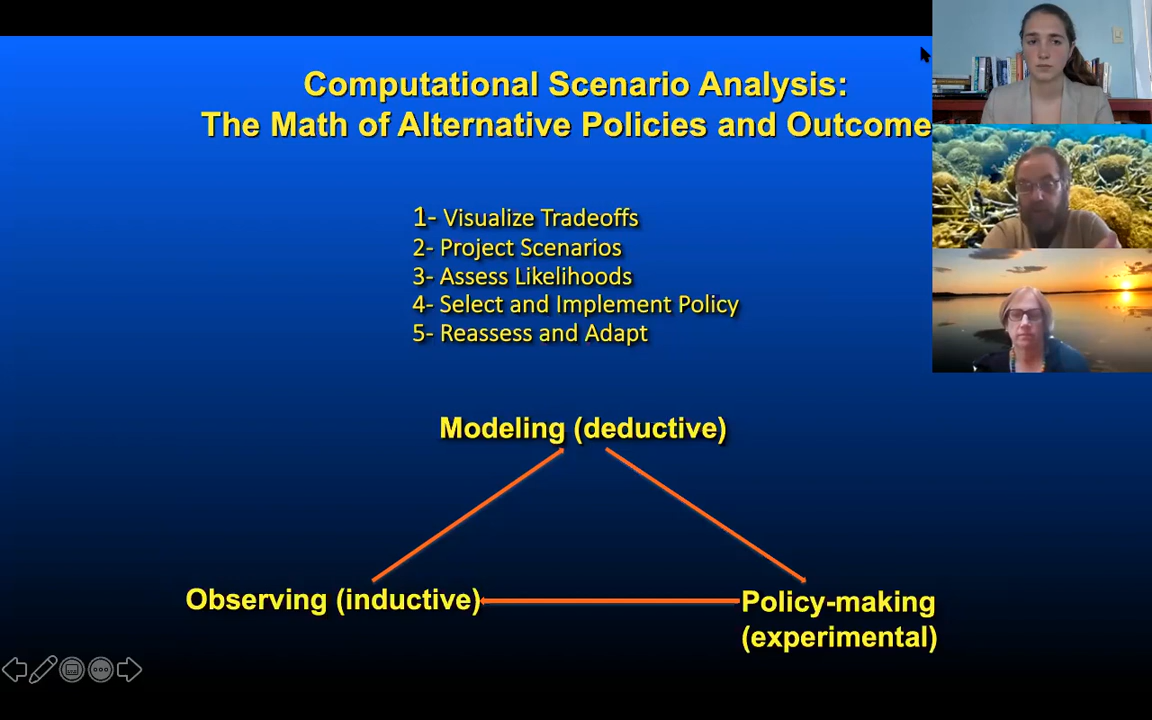 Computational Scenario Analysis:
The Math of Alternative Policies and Outcome
1- Visualize Tradeoffs
2- Project Scenarios
3- Assess Likelihoods
4- Select and Implement Policy
5- Reassess and Adapt
Modeling (deductive)
Observing (inductive)
Policy-making
(experimental)